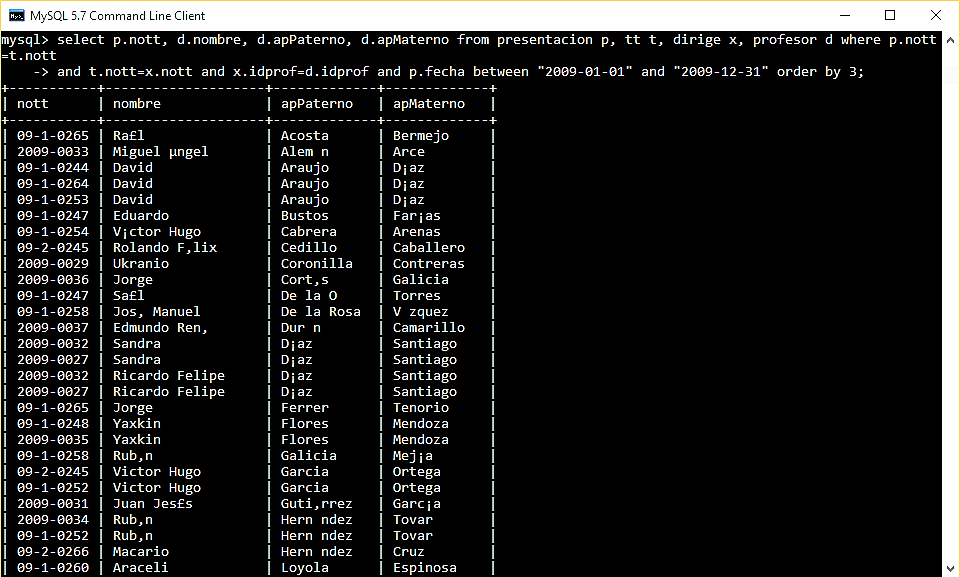 MySQL 5.7 Command Line Client
mysql> select p.nott, d.nombre, d.apPaterno, d.apMaterno from presentacion p, tt t, dirige x, profesor d where p.nott
=t.nott
    -> and t.nott=x.nott and x.idprof=d.idprof and p.fecha between "2009-01-01" and "2009-12-31" order by 3;
+-----------+--------------------+-------------+-------------+
| nott      | nombre             | apPaterno   | apMaterno   |
+-----------+--------------------+-------------+-------------+
| 09-1-0265 | Ra£l               | Acosta      | Bermejo     |
| 2009-0033 | Miguel µngel       | Alem n      | Arce        |
| 09-1-0244 | David              | Araujo      | D¡az        |
| 09-1-0264 | David              | Araujo      | D¡az        |
| 09-1-0253 | David              | Araujo      | D¡az        |
| 09-1-0247 | Eduardo            | Bustos      | Far¡as      |
| 09-1-0254 | V¡ctor Hugo        | Cabrera     | Arenas      |
| 09-2-0245 | Rolando F‚lix      | Cedillo     | Caballero   |
| 2009-0029 | Ukranio            | Coronilla   | Contreras   |
| 2009-0036 | Jorge              | Cort‚s      | Galicia     |
| 09-1-0247 | Sa£l               | De la O     | Torres      |
| 09-1-0258 | Jos‚ Manuel        | De la Rosa  | V zquez     |
| 2009-0037 | Edmundo Ren‚       | Dur n       | Camarillo   |
| 2009-0032 | Sandra             | D¡az        | Santiago    |
| 2009-0027 | Sandra             | D¡az        | Santiago    |
| 2009-0032 | Ricardo Felipe     | D¡az        | Santiago    |
| 2009-0027 | Ricardo Felipe     | D¡az        | Santiago    |
| 09-1-0265 | Jorge              | Ferrer      | Tenorio     |
| 09-1-0248 | Yaxkin             | Flores      | Mendoza     |
| 2009-0035 | Yaxkin             | Flores      | Mendoza     |
| 09-1-0258 | Rub‚n              | Galicia     | Mej¡a       |
| 09-2-0245 | Victor Hugo        | Garcia      | Ortega      |
| 09-1-0252 | Victor Hugo        | Garcia      | Ortega      |
| 2009-0031 | Juan Jes£s         | Guti‚rrez   | Garc¡a      |
| 2009-0034 | Rub‚n              | Hern ndez   | Tovar       |
| 09-1-0252 | Rub‚n              | Hern ndez   | Tovar       |
| 09-2-0266 | Macario            | Hern ndez   | Cruz        |
| 09-1-0260 | Araceli            | Loyola      | Espinosa    |